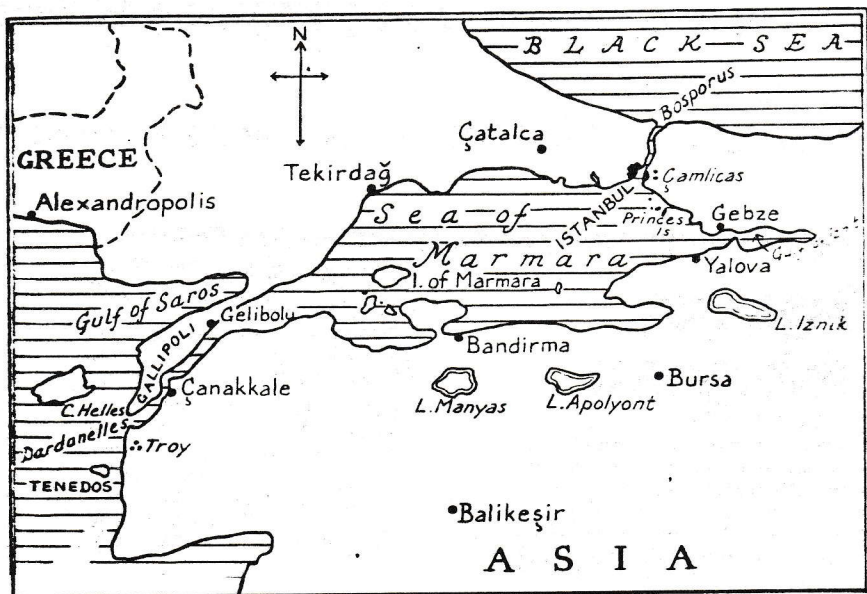 N
BLACK SEA
Bosporus
Çatalca
GREECE
Tekirdağ
Çamlicas
Alexandropolis
Sea of
Marmara
ISTANBUL
Princes
Is
Gebze
Yalova
I. of Marmara
Gulf of Saros
Gelibolu
GALLIPOLI
L. Iznik
Bandirma
Çanakkale
L. Manyas
L. Apolyont
Bursa
C. Helles
Dardanelles
Troy
TENEDOS
Balikeşir
ASIA